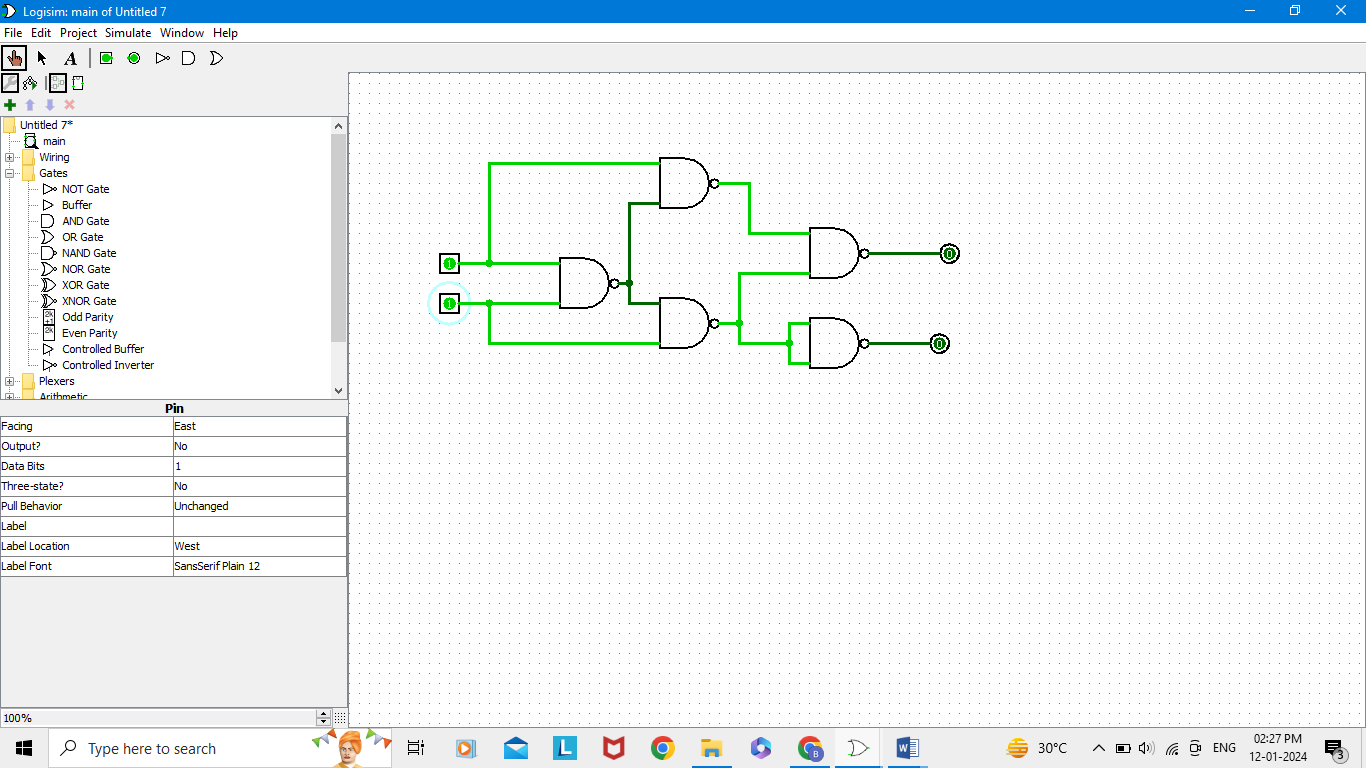 Logisim: main of Untitled 7
File Edit Project Simulate Window Help
A
Untitled 7*
main
Wiring
Gates
NOT Gate
Buffer
AND Gate
OR Gate
NAND Gate
NOR Gate
XOR Gate
XNOR Gate
Odd Parity
Even Parity
Controlled Buffer
Controlled Inverter
Plexers
Arithmetic
Pin
Facing East
Output? No
Data Bits 1
Three-state? No
Pull Behavior Unchanged
Label
Label Location West
Label Font SansSerif Plain 12
100%
1
0
1
0
Type here to search
L
B
W
30°C
ENG
02:27 PM
12-01-2024
3